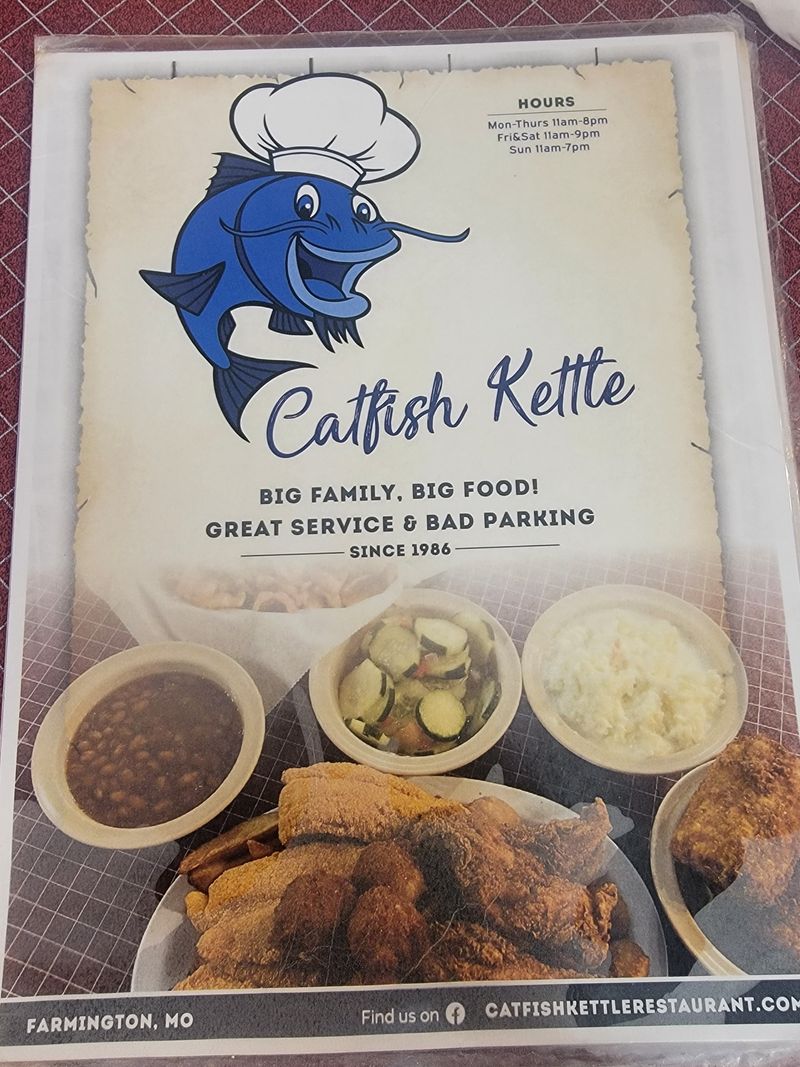 HOURS
Mon-Thurs 11am-8pm
Fri&Sat 11am-9pm
Sun 11am-7pm
Catfish Kettle
BIG FAMILY, BIG FOOD!
GREAT SERVICE & BAD PARKING
SINCE 1986
FARMINGTON, MO Find us on CATFISHKETTLERESTAURANT.COM